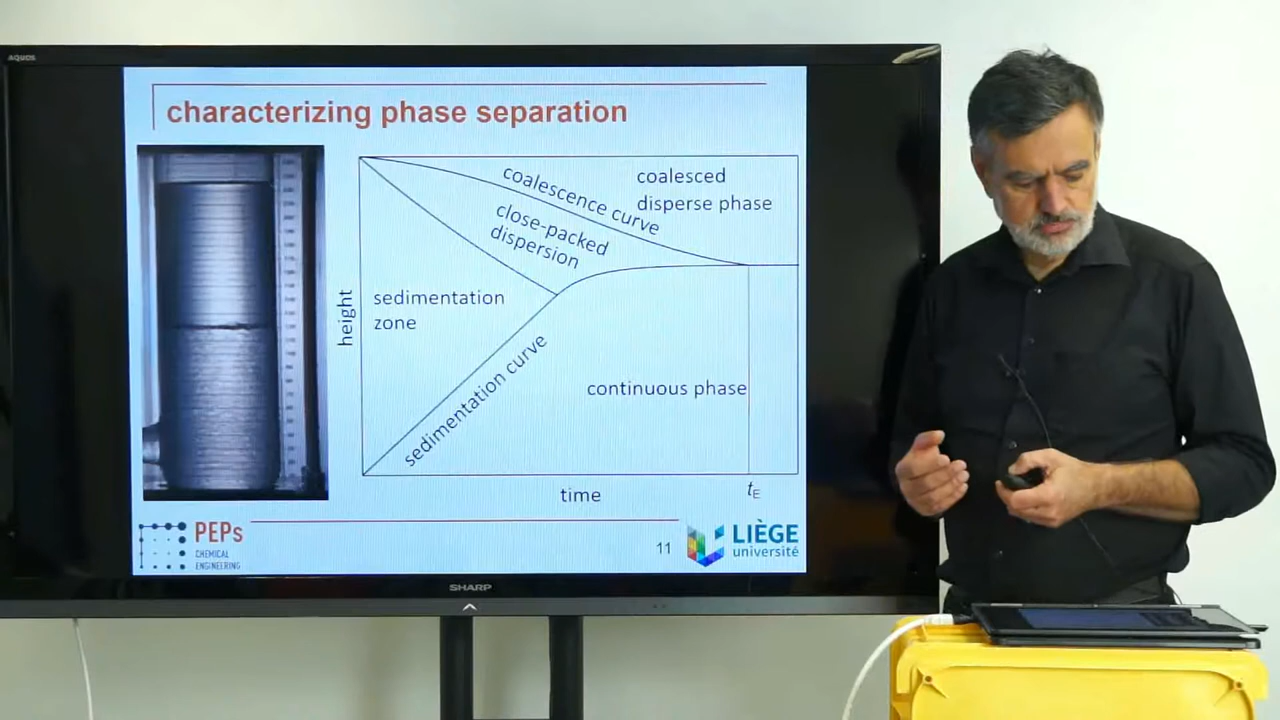 AQUOS
characterizing phase separation
coalesced
disperse phase
coalescence curve
close-packed
dispersion
sedimentation
zone
height
sedimentation curve
continuous phase
time
tE
PEPs
CHEMICAL
ENGINEERING
11
LIÈGE
université
SHARP